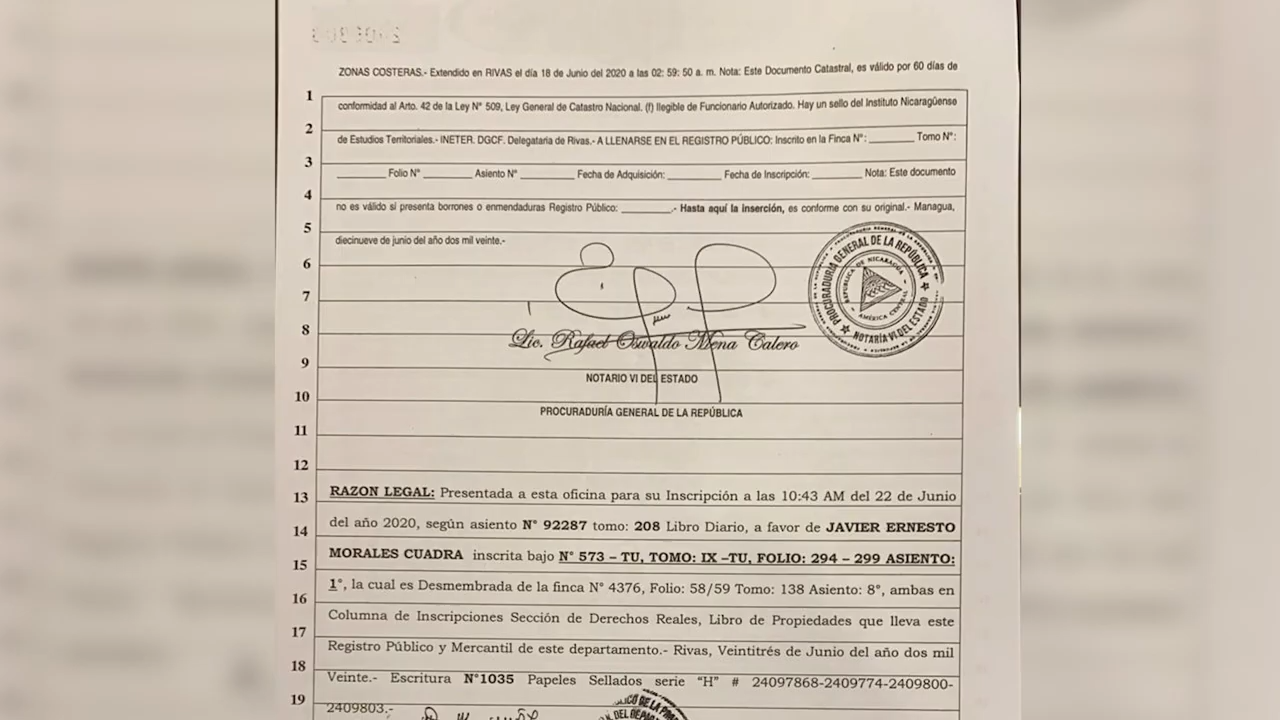 ZONAS COSTERAS.- Extendido en RIVAS el día 18 de Junio del 2020 a las 02: 59: 50 a. m. Nota: Este Documento Catastral, es válido por 60 días de
1 conformidad al Arto. 42 de la Ley N° 509, Ley General de Catastro Nacional. (f) Ilegible de Funcionario Autorizado. Hay un sello del Instituto Nicaragüense
2 de Estudios Territoriales.- INETER. DGCF. Delegataria de Rivas.- A LLENARSE EN EL REGISTRO PÚBLICO: Inscrito en la Finca N°: ________ Tomo N°:
3 ________ Folio N° ________ Asiento N° ________ Fecha de Adquisición: ________ Fecha de Inscripción: ________ Nota: Este documento
4 no es válido si presenta borrones o enmendaduras Registro Público: ________.- Hasta aquí la inserción, es conforme con su original.- Managua,
5 diecinueve de junio del año dos mil veinte.-
6
7
PROCURADURÍA GENERAL DE LA REPÚBLICA
REPUBLICA DE NICARAGUA
AMÉRICA CENTRAL
NOTARÍA VI DEL ESTADO
8 Lic. Rafael Oswaldo Mena Calero
9 NOTARIO VI DEL ESTADO
10 PROCURADURÍA GENERAL DE LA REPÚBLICA
11
12
13 RAZON LEGAL: Presentada a esta oficina para su Inscripción a las 10:43 AM del 22 de Junio
14 del año 2020, según asiento N° 92287 tomo: 208 Libro Diario, a favor de JAVIER ERNESTO
15 MORALES CUADRA inscrita bajo N° 573 – TU, TOMO: IX –TU, FOLIO: 294 – 299 ASIENTO:
16 1°, la cual es Desmembrada de la finca N° 4376, Folio: 58/59 Tomo: 138 Asiento: 8°, ambas en
17 Columna de Inscripciones Sección de Derechos Reales, Libro de Propiedades que lleva este
18 Registro Público y Mercantil de este departamento.- Rivas, Veintitrés de Junio del año dos mil
19 Veinte.- Escritura N°1035 Papeles Sellados serie “H” # 24097868-2409774-2409800-
2409803.-